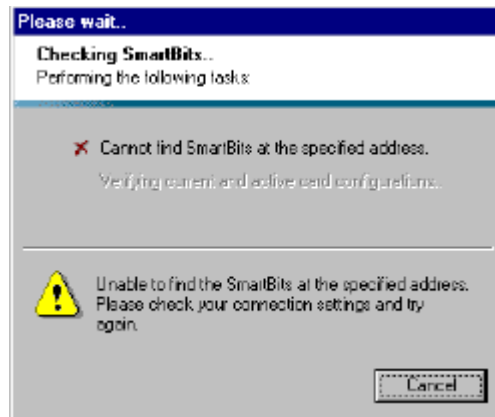 Please wait..
Checking SmartBits..
Performing the following tasks:
Cannot find SmartBits at the specified address.
Verifying current and active card configurations..
Unable to find the SmartBits at the specified address.
Please check your connection settings and try
again.
Cancel